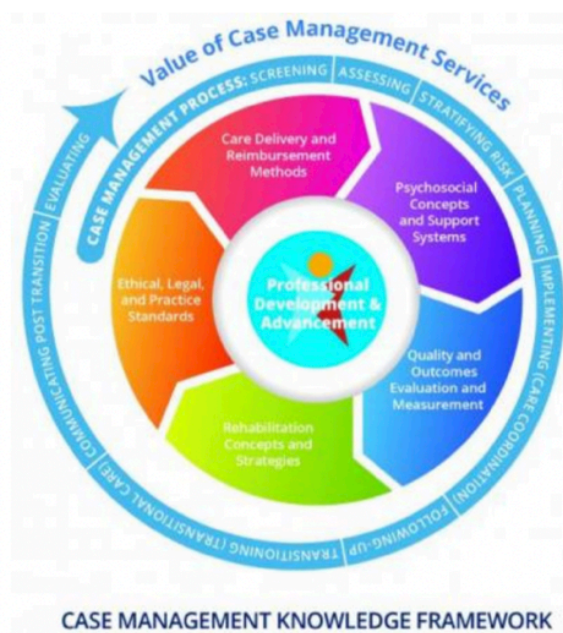 Value of Case Management Services
CASE MANAGEMENT PROCESS: SCREENING | ASSESSING | STRATIFYING RISK | PLANNING | IMPLEMENTING (CARE COORDINATION) | FOLLOWING-UP | TRANSITIONING (TRANSITIONAL CARE) | COMMUNICATING POST TRANSITION | EVALUATING
Care Delivery and
Reimbursement
Methods
Psychosocial
Concepts
and Support
Systems
Quality and
Outcomes
Evaluation and
Measurement
Rehabilitation
Concepts and
Strategies
Ethical, Legal,
and Practice
Standards
Professional
Development &
Advancement
CASE MANAGEMENT KNOWLEDGE FRAMEWORK